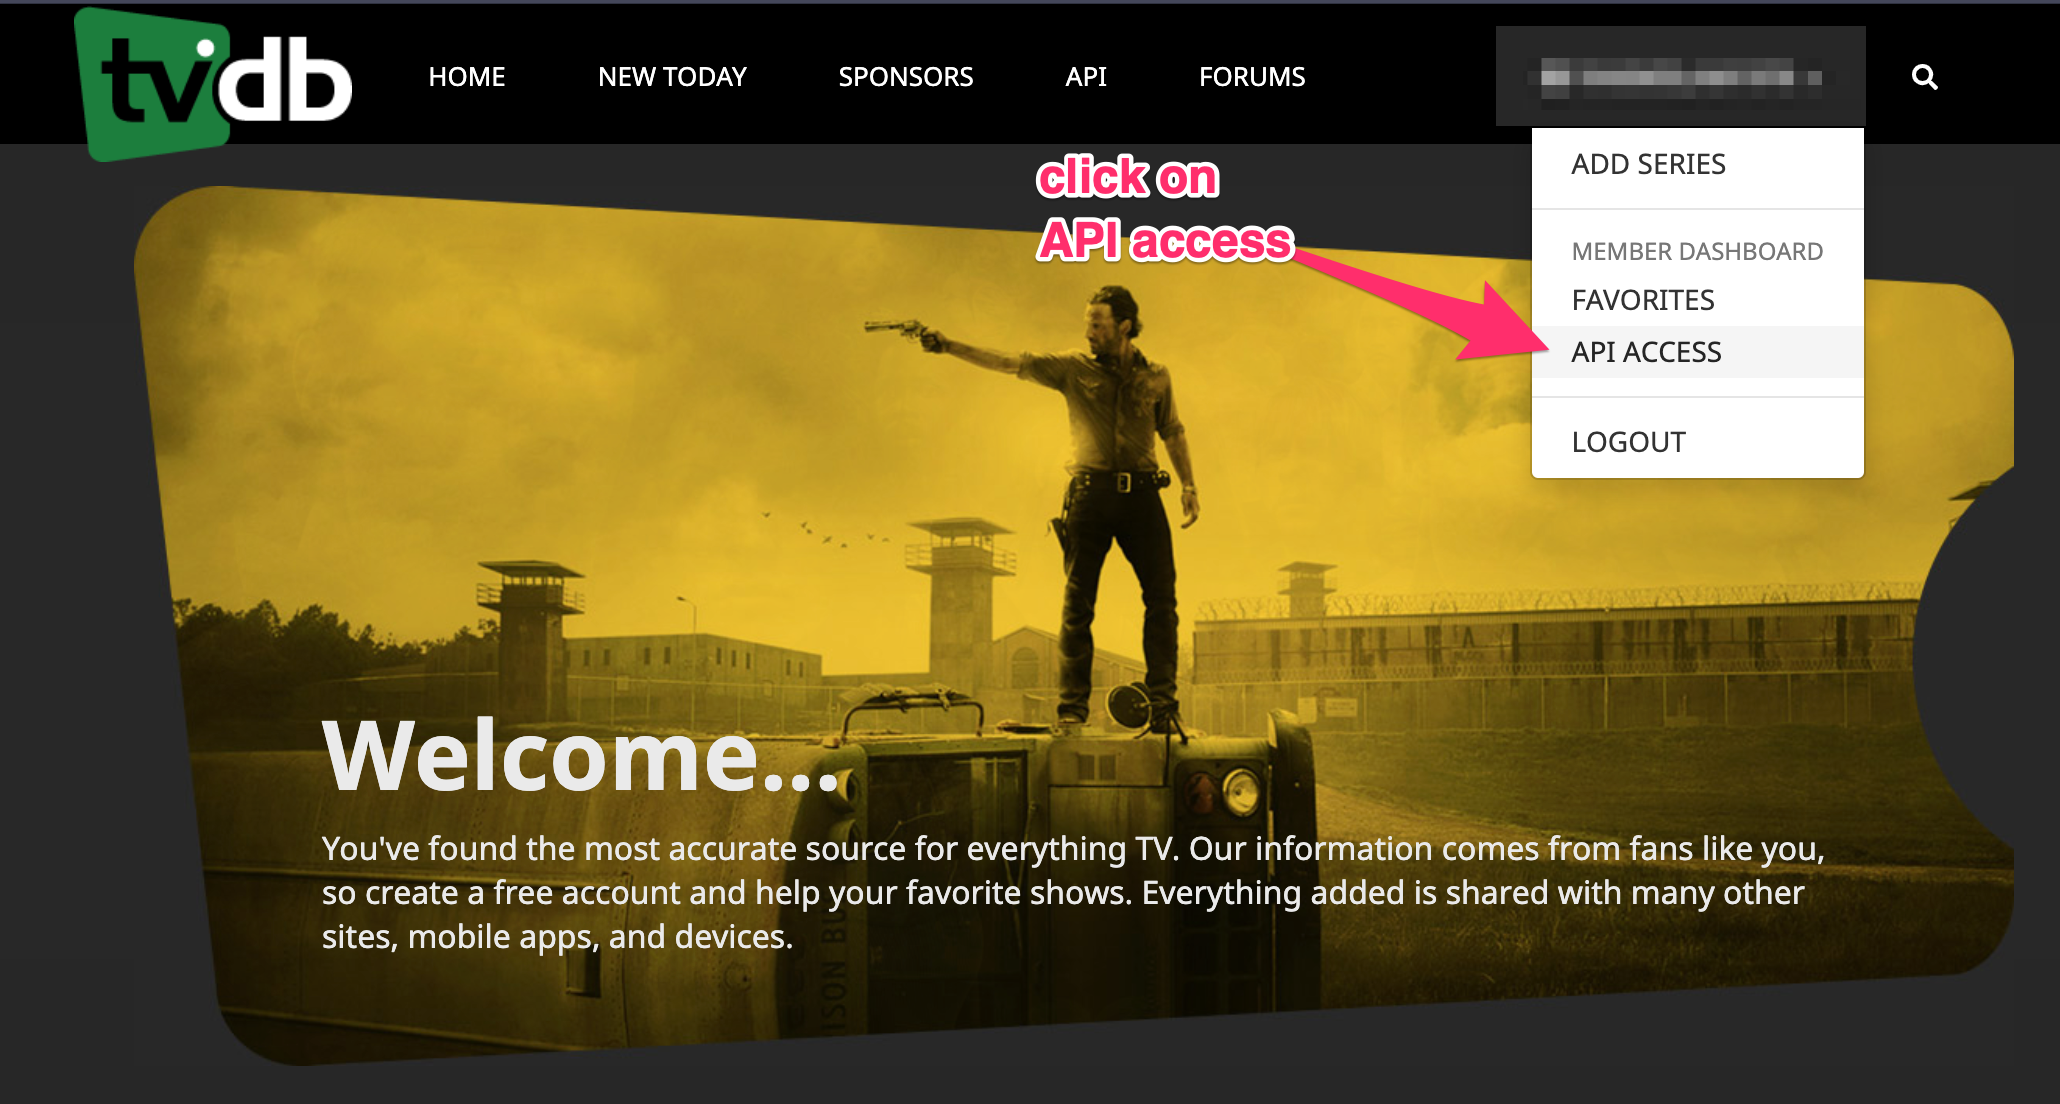 tvdb
HOME
NEW TODAY
SPONSORS
API
FORUMS
ADD SERIES
MEMBER DASHBOARD
FAVORITES
API ACCESS
LOGOUT
click on
API access
Welcome...
You've found the most accurate source for everything TV. Our information comes from fans like you,
so create a free account and help your favorite shows. Everything added is shared with many other
sites, mobile apps, and devices.